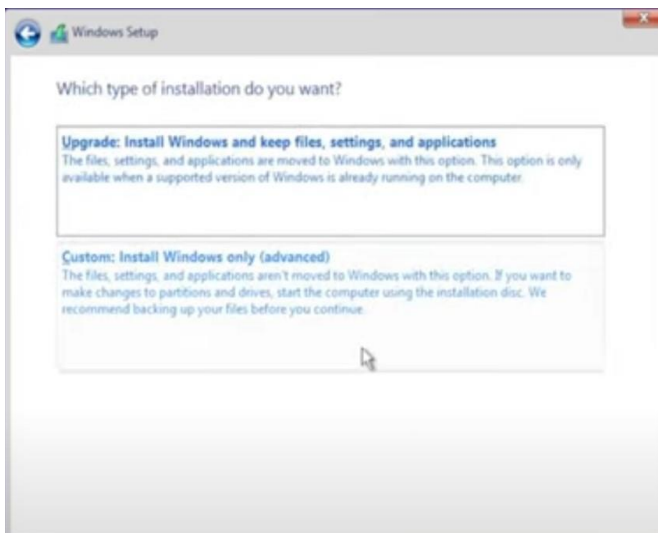 Windows Setup
Which type of installation do you want?
Upgrade: Install Windows and keep files, settings, and applications
The files, settings, and applications are moved to Windows with this option. This option is only
available when a supported version of Windows is already running on the computer.
Custom: Install Windows only (advanced)
The files, settings, and applications aren't moved to Windows with this option. If you want to
make changes to partitions and drives, start the computer using the installation disc. We
recommend backing up your files before you continue.